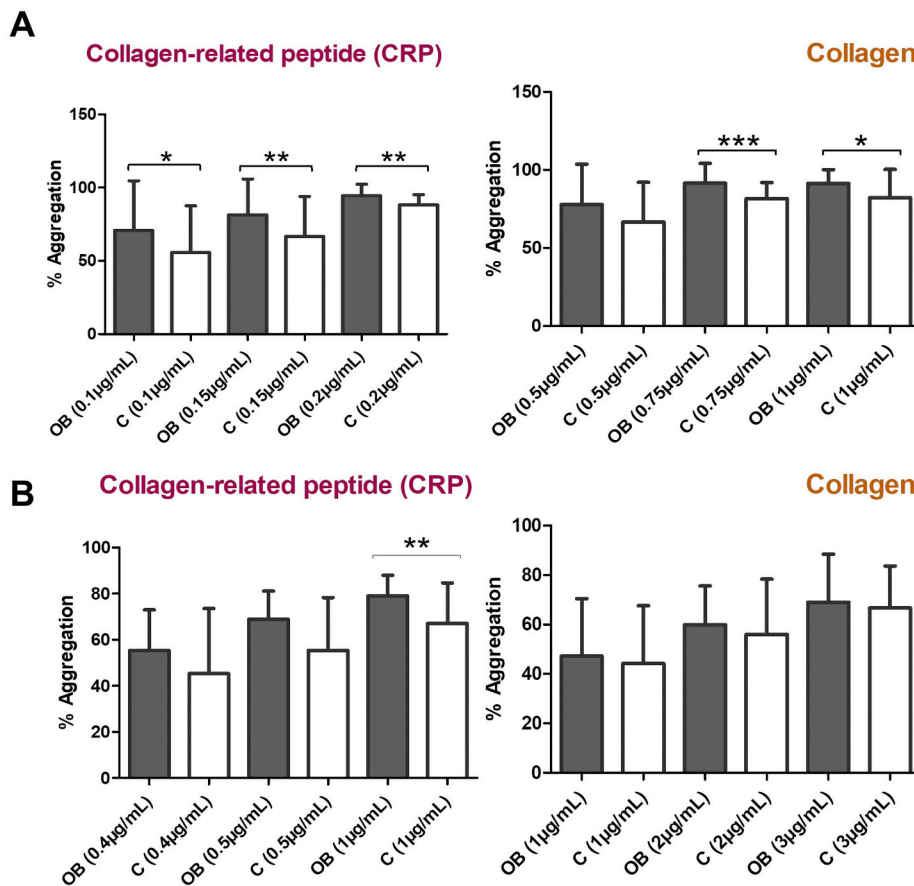 A
Collagen-related peptide (CRP)
% Aggregation
150
100
50
0
*
**
**
OB (0.1µg/mL)
C (0.1µg/mL)
OB (0.15µg/mL)
C (0.15µg/mL)
OB (0.2µg/mL)
C (0.2µg/mL)
Collagen
% Aggregation
150
100
50
0
***
*
OB (0.5µg/mL)
C (0.5µg/mL)
OB (0.75µg/mL)
C (0.75µg/mL)
OB (1µg/mL)
C (1µg/mL)
B
Collagen-related peptide (CRP)
% Aggregation
100
80
60
40
20
0
**
OB (0.4µg/mL)
C (0.4µg/mL)
OB (0.5µg/mL)
C (0.5µg/mL)
OB (1µg/mL)
C (1µg/mL)
Collagen
% Aggregation
100
80
60
40
20
0
OB (1µg/mL)
C (1µg/mL)
OB (2µg/mL)
C (2µg/mL)
OB (3µg/mL)
C (3µg/mL)